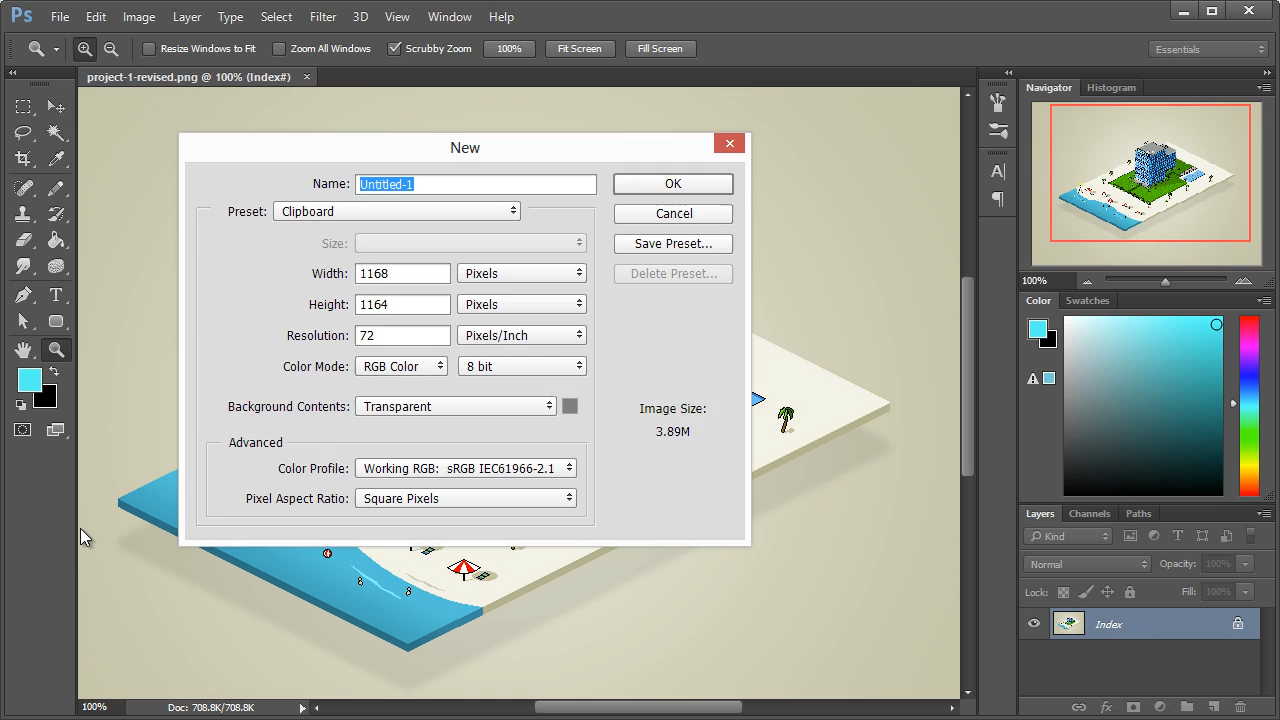 Ps File Edit Image Layer Type Select Filter 3D View Window Help
Resize Windows to Fit Zoom All Windows Scrubby Zoom 100% Fit Screen Fill Screen Essentials
project-1-revised.png @ 100% (Index#) ×
Navigator Histogram
New
Name: Untitled-1 OK
Preset: Clipboard Cancel
Size: Save Preset...
Width: 1168 Pixels Delete Preset...
Height: 1164 Pixels
Resolution: 72 Pixels/Inch
Color Mode: RGB Color 8 bit
Background Contents: Transparent
Image Size:
3.89M
Advanced
Color Profile: Working RGB: sRGB IEC61966-2.1
Pixel Aspect Ratio: Square Pixels
100%
Color Swatches
Layers Channels Paths
Kind
Normal Opacity: 100%
Lock: Fill: 100%
Index
100% Doc: 708.8K/708.8K